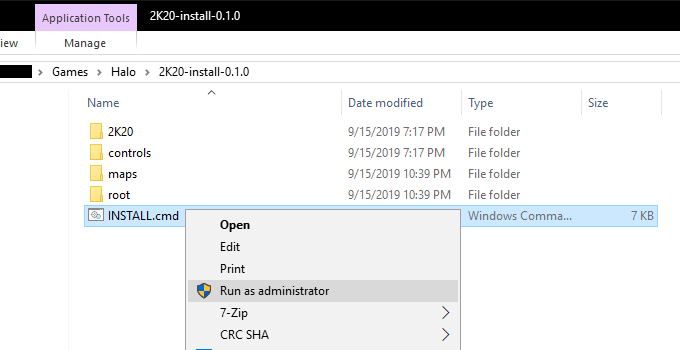 Application Tools 2K20-install-0.1.0
iew Manage
Games Halo 2K20-install-0.1.0
Name Date modified Type Size
2K20 9/15/2019 7:17 PM File folder
controls 9/15/2019 7:17 PM File folder
maps 9/15/2019 10:39 PM File folder
root 9/15/2019 10:39 PM File folder
INSTALL.cmd Windows Comma... 7 KB
Open
Edit
Print
Run as administrator
7-Zip
CRC SHA